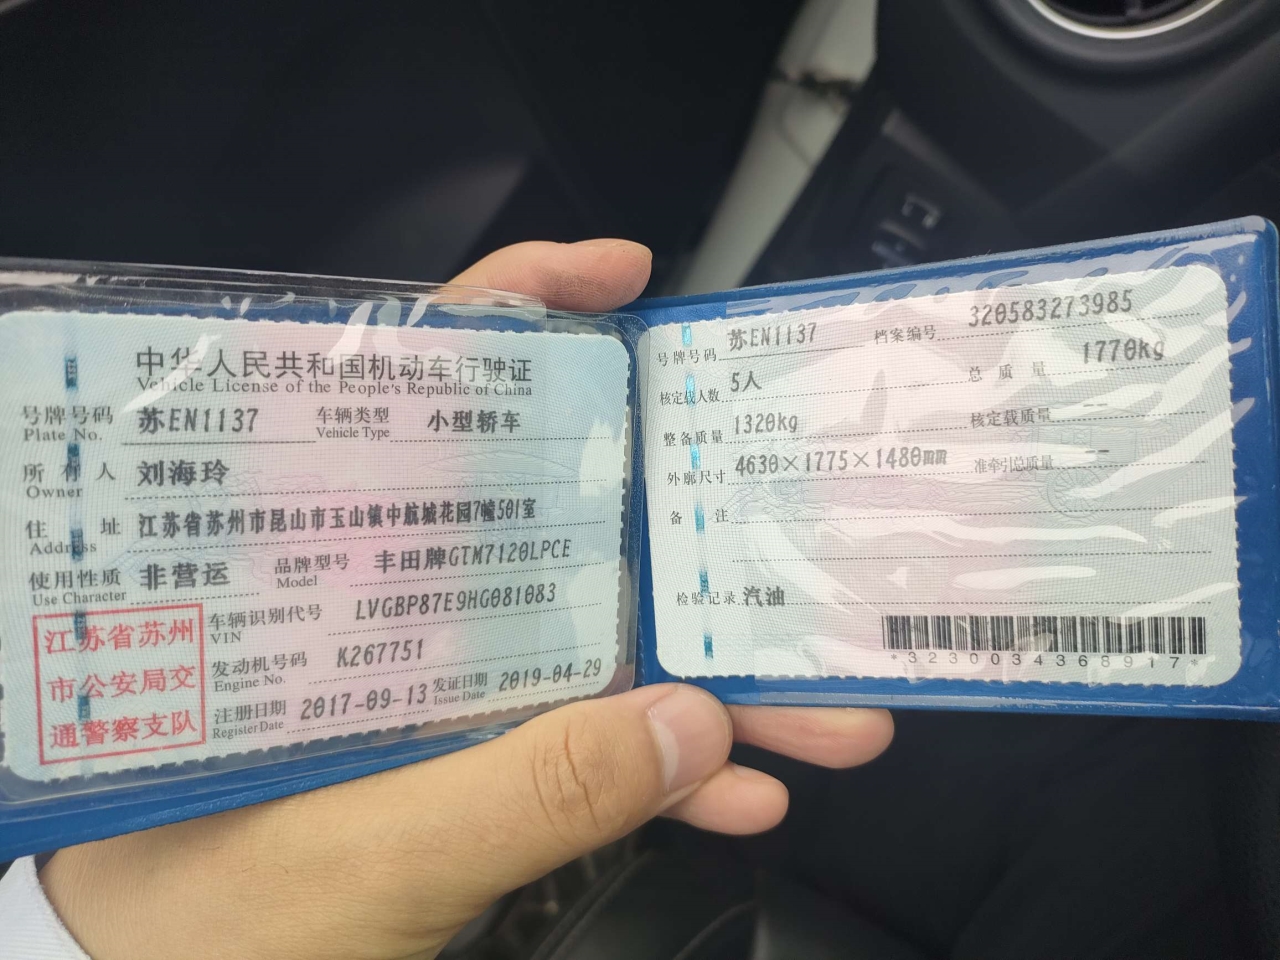 中华人民共和国机动车行驶证
Vehicle License of the People's Republic of China
号牌号码 苏EN1137 车辆类型 小型轿车
Plate No. Vehicle Type
所有人 刘海玲
Owner
住址 江苏省苏州市昆山市玉山镇中航城花园7幢501室
Address
使用性质 非营运 品牌型号 丰田牌GTM7120LPCE
Use Character Model
江苏省苏州
市公安局交
通警察支队
车辆识别代号 LVGBP87E9HG081083
VIN
发动机号码 K267751
Engine No.
注册日期 2017-09-13 发证日期 2019-04-29
Register Date Issue Date
号牌号码 苏EN1137 档案编号 320583273985
核定载人数 5人 总质量 1770kg
整备质量 1320kg 核定载质量 --
外廓尺寸 4630×1775×1480mm 准牵引总质量 --
备注
检验记录 汽油
*3230034368917*